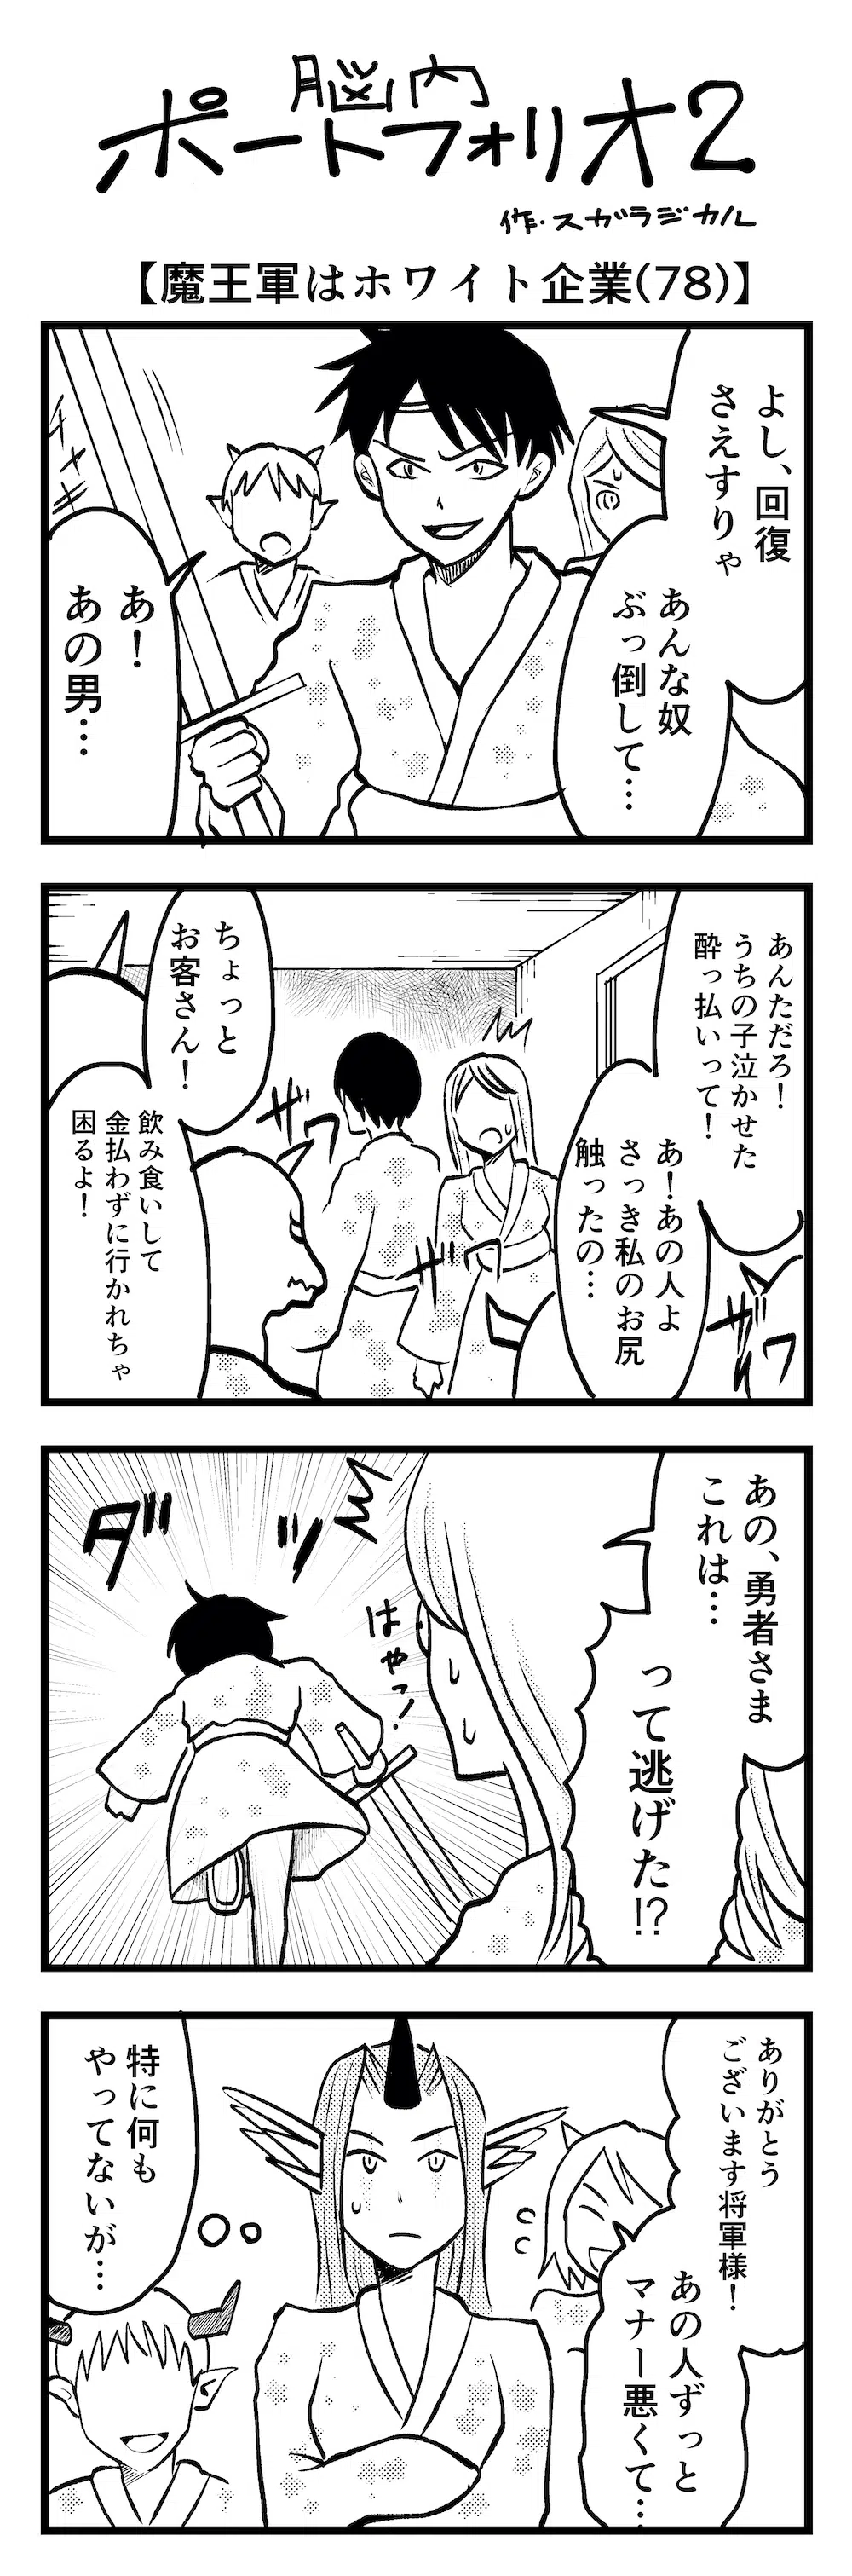 脳内
ポートフォリオ2
作・スガラジカル
【魔王軍はホワイト企業(78)】
よし、回復
さえすりゃ
あんな奴
ぶっ倒して…
チャキ
あ!
あの男…
あんただろ!
うちの子泣かせた
酔っ払いって!
あ!あの人よ
さっき私のお尻
触ったの…
ザワ
ザワ
ザワ
ちょっと
お客さん!
飲み食いして
金払わずに行かれちゃ
困るよ!
あの、勇者さま
これは…
って逃げた!?
はやっ!
ダッ
ありがとう
ございます将軍様!
あの人ずっと
マナー悪くて…
特に何も
やってないが…